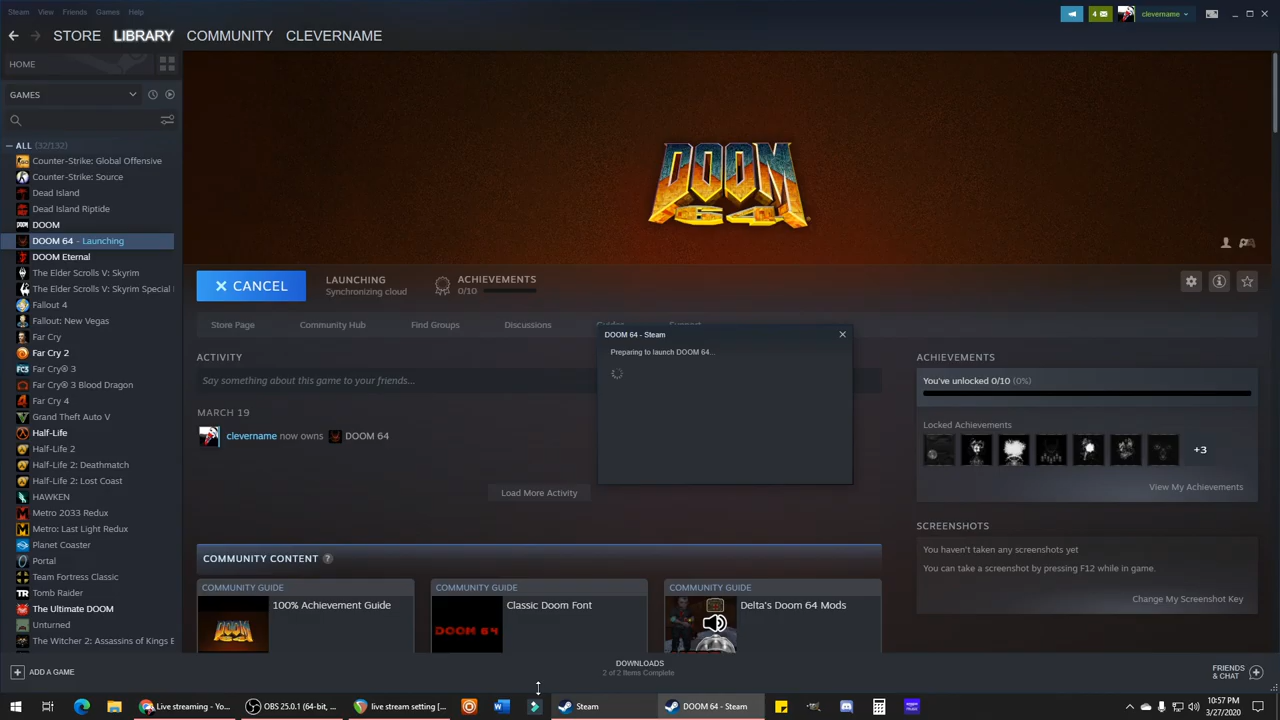 Steam View Friends Games Help
4 clevername
STORE LIBRARY COMMUNITY CLEVERNAME
HOME
GAMES
ALL (32/132)
Counter-Strike: Global Offensive
Counter-Strike: Source
Dead Island
Dead Island Riptide
DOOM
DOOM 64 - Launching
DOOM Eternal
The Elder Scrolls V: Skyrim
The Elder Scrolls V: Skyrim Special
Fallout 4
Fallout: New Vegas
Far Cry
Far Cry 2
Far Cry® 3
Far Cry® 3 Blood Dragon
Far Cry 4
Grand Theft Auto V
Half-Life
Half-Life 2
Half-Life 2: Deathmatch
Half-Life 2: Lost Coast
HAWKEN
Metro 2033 Redux
Metro: Last Light Redux
Planet Coaster
Portal
Team Fortress Classic
Tomb Raider
The Ultimate DOOM
Unturned
The Witcher 2: Assassins of Kings E
ADD A GAME
DOOM
64
CANCEL
LAUNCHING
Synchronizing cloud
ACHIEVEMENTS
0/10
Store Page Community Hub Find Groups Discussions Guides Support
DOOM 64 - Steam
Preparing to launch DOOM 64...
ACTIVITY
Say something about this game to your friends...
MARCH 19
clevername now owns DOOM 64
Load More Activity
COMMUNITY CONTENT ?
COMMUNITY GUIDE
100% Achievement Guide
DOOM
COMMUNITY GUIDE
Classic Doom Font
DOOM 64
COMMUNITY GUIDE
Delta's Doom 64 Mods
ACHIEVEMENTS
You've unlocked 0/10 (0%)
Locked Achievements
+3
View My Achievements
SCREENSHOTS
You haven't taken any screenshots yet
You can take a screenshot by pressing F12 while in game.
Change My Screenshot Key
DOWNLOADS
2 of 2 Items Complete
FRIENDS
& CHAT
Live streaming - Yo...
OBS 25.0.1 (64-bit, ...
live stream setting [...
Steam
DOOM 64 - Steam
10:57 PM
3/27/2020